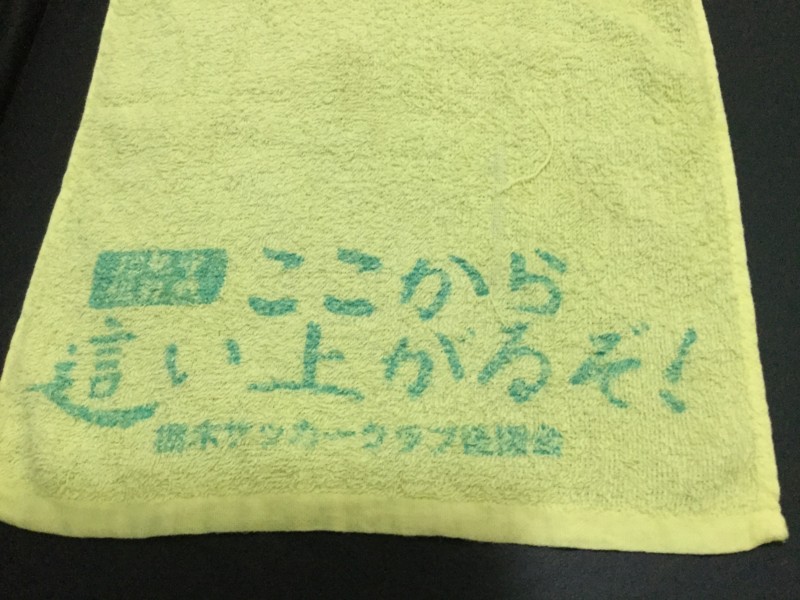 ここから
這い上がるぞ！
栃木サッカークラブ後援会